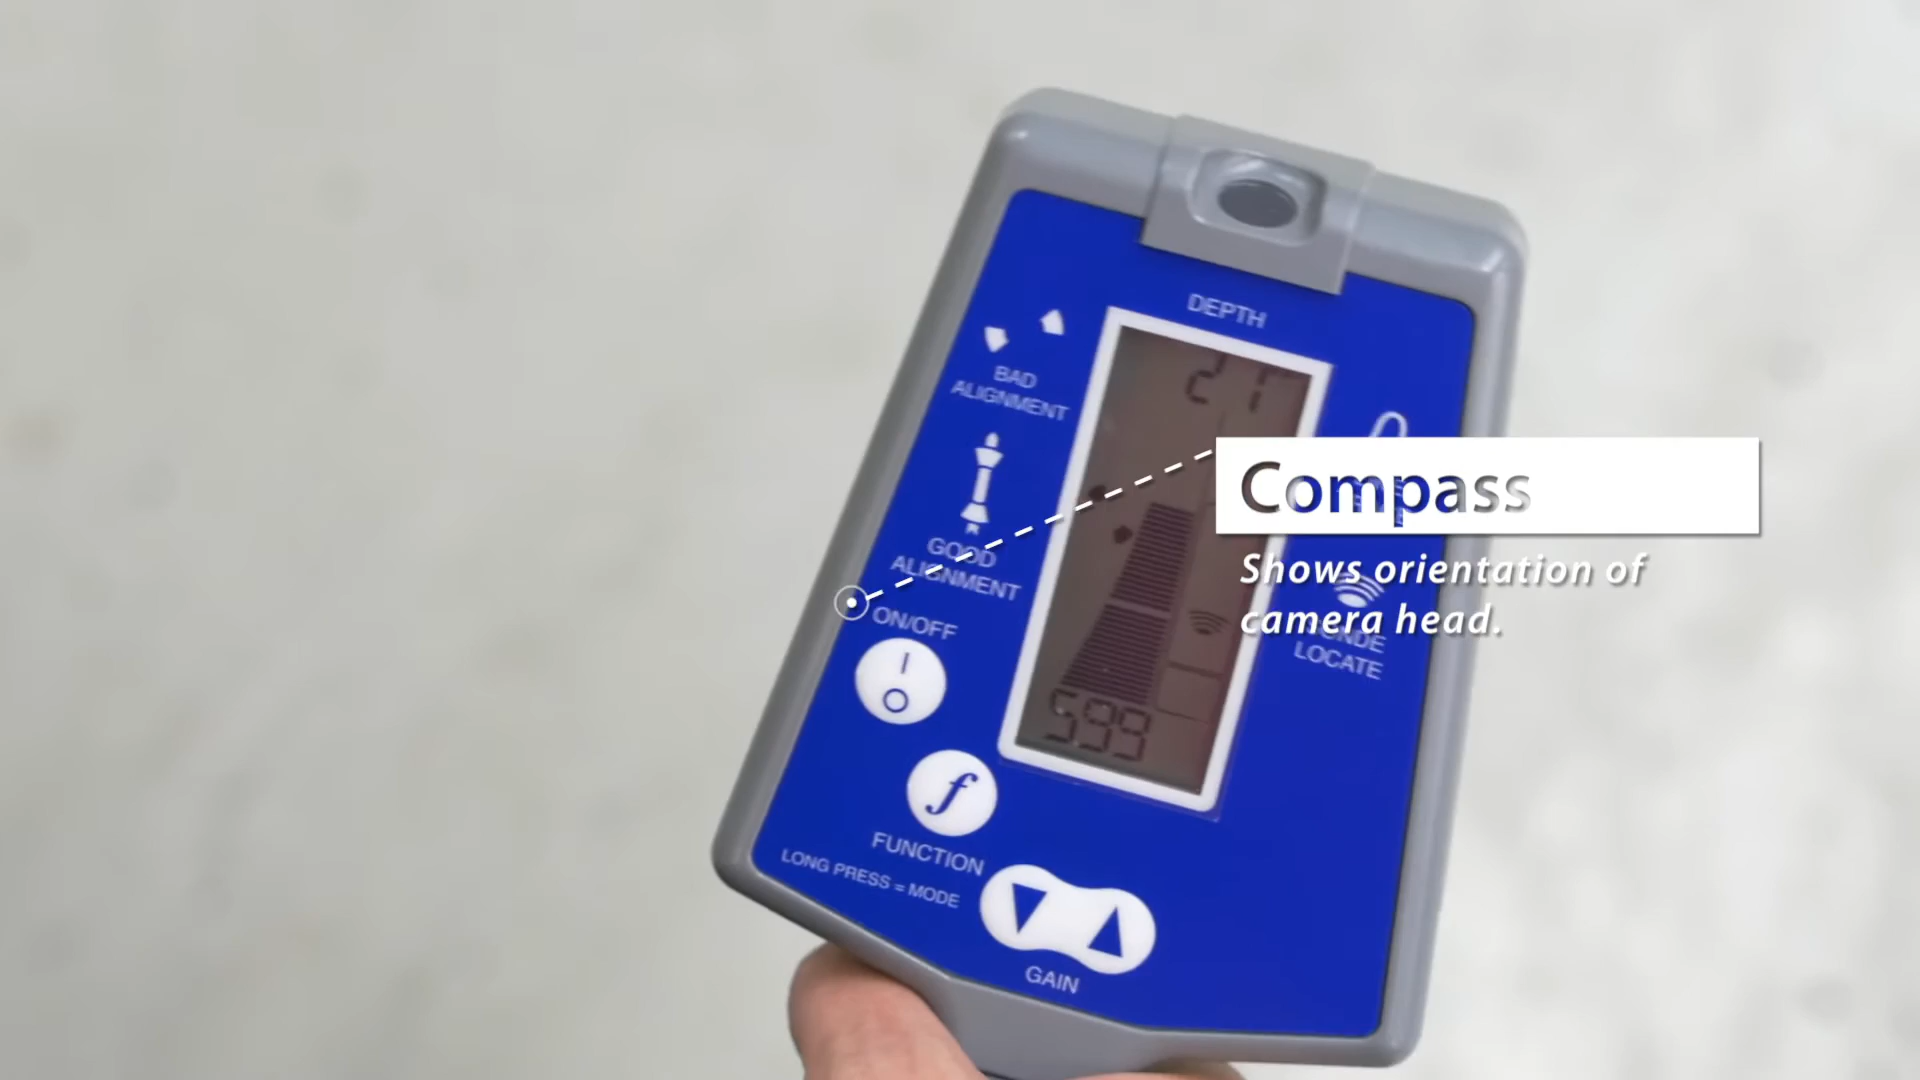 DEPTH
BAD
ALIGNMENT
GOOD
ALIGNMENT
ON/OFF
FUNCTION
LONG PRESS = MODE
GAIN
599
Compass
Shows orientation of
camera head.
LOCATE